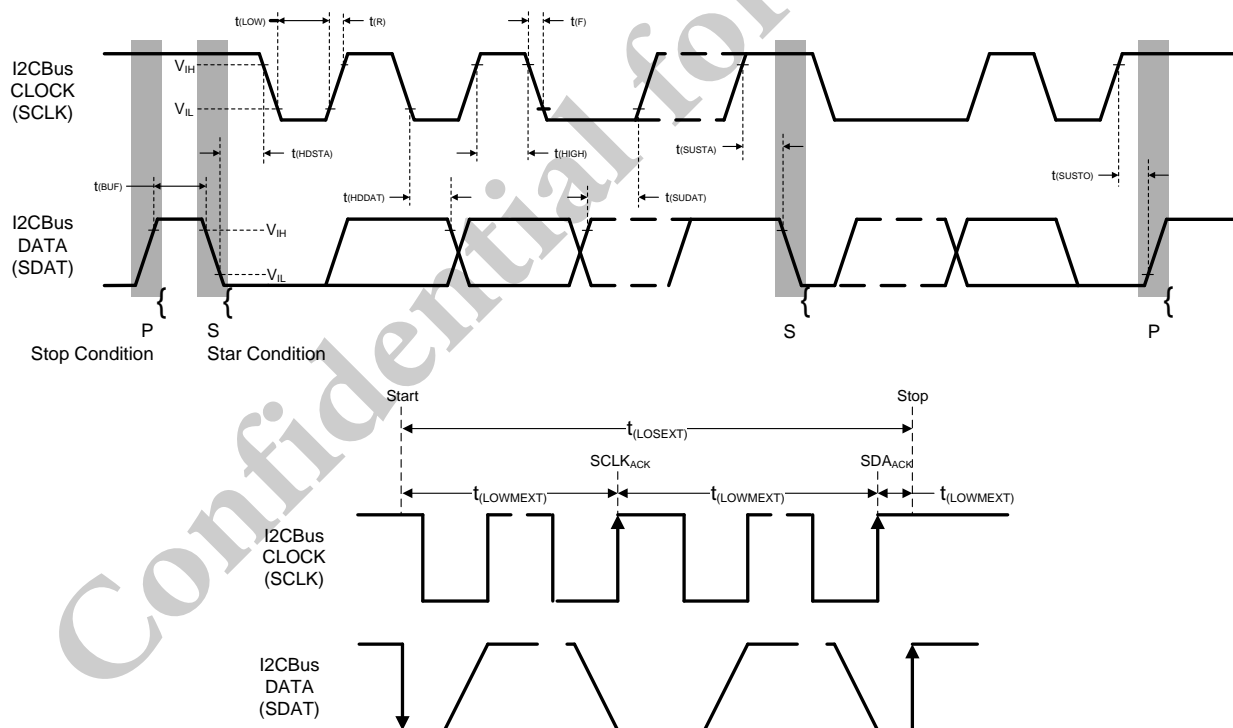 t(LOW)
t(R)
t(F)
I2CBus
CLOCK
(SCLK)
VIH
VIL
t(HDSTA)
t(HIGH)
t(SUSTA)
t(SUSTO)
t(BUF)
t(HDDAT)
t(SUDAT)
I2CBus
DATA
(SDAT)
VIH
VIL
{
{
{
{
P
S
S
P
Stop Condition
Star Condition
Start
Stop
t(LOSEXT)
SCLKACK
SDAACK
t(LOWMEXT)
t(LOWMEXT)
t(LOWMEXT)
I2CBus
CLOCK
(SCLK)
I2CBus
DATA
(SDAT)
Confidential for